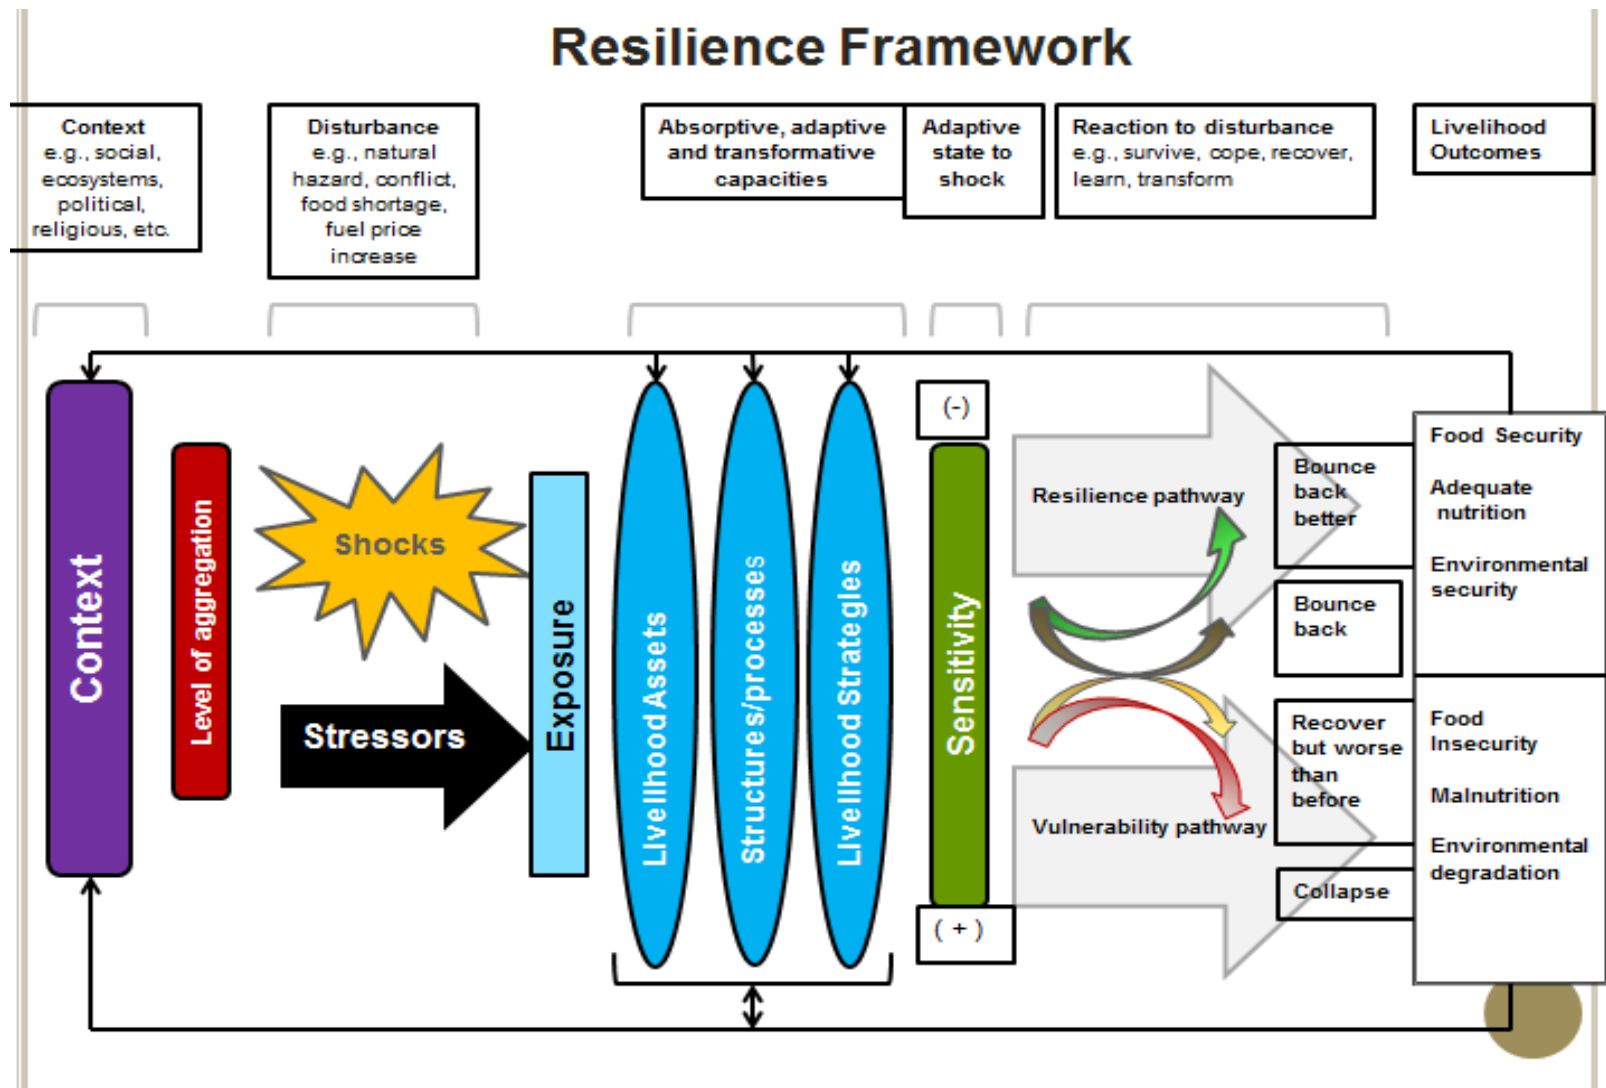 Resilience Framework
Context
e.g., social,
ecosystems,
political,
religious, etc.
Disturbance
e.g., natural
hazard, conflict,
food shortage,
fuel price
increase
Absorptive, adaptive
and transformative
capacities
Adaptive
state to
shock
Reaction to disturbance
e.g., survive, cope, recover,
learn, transform
Livelihood
Outcomes
Context
Level of aggregation
Shocks
Stressors
Exposure
Livelihood Assets
Structures/processes
Livelihood Strategies
(-)
Sensitivity
( + )
Resilience pathway
Vulnerability pathway
Bounce
back
better
Bounce
back
Recover
but worse
than
before
Collapse
Food Security
Adequate
nutrition
Environmental
security
Food
Insecurity
Malnutrition
Environmental
degradation